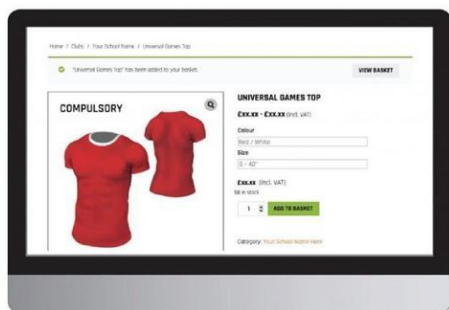 Home / Clubs / Your School Name / Universal Games Top
"Universal Games Top" has been added to your basket.
VIEW BASKET
COMPULSORY
UNIVERSAL GAMES TOP
£xx.xx - £xx.xx (incl. VAT)
Colour
Red / White
Size
S - 40"
£xx.xx (incl. VAT)
in stock
1
ADD TO BASKET
Category: Your School Name Here